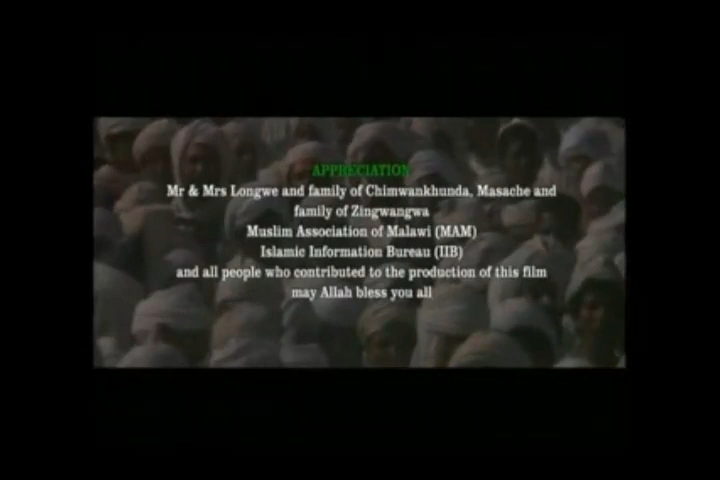 APPRECIATION
Mr & Mrs Longwe and family of Chimwankhunda, Masache and
family of Zingwangwa
Muslim Association of Malawi (MAM)
Islamic Information Bureau (IIB)
and all people who contributed to the production of this film
may Allah bless you all